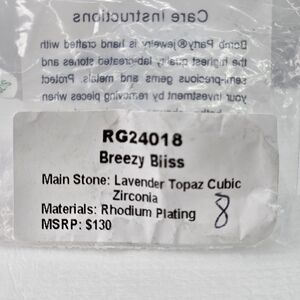 Care Instructions
Bomb Party® jewelry is hand crafted with
the highest quality lab-created stones and
semi-precious gems and metals. Protect
your investment by removing pieces when
RG24018
Breezy Bliss
Main Stone: Lavender Topaz Cubic
Zirconia
Materials: Rhodium Plating
MSRP: $130
8